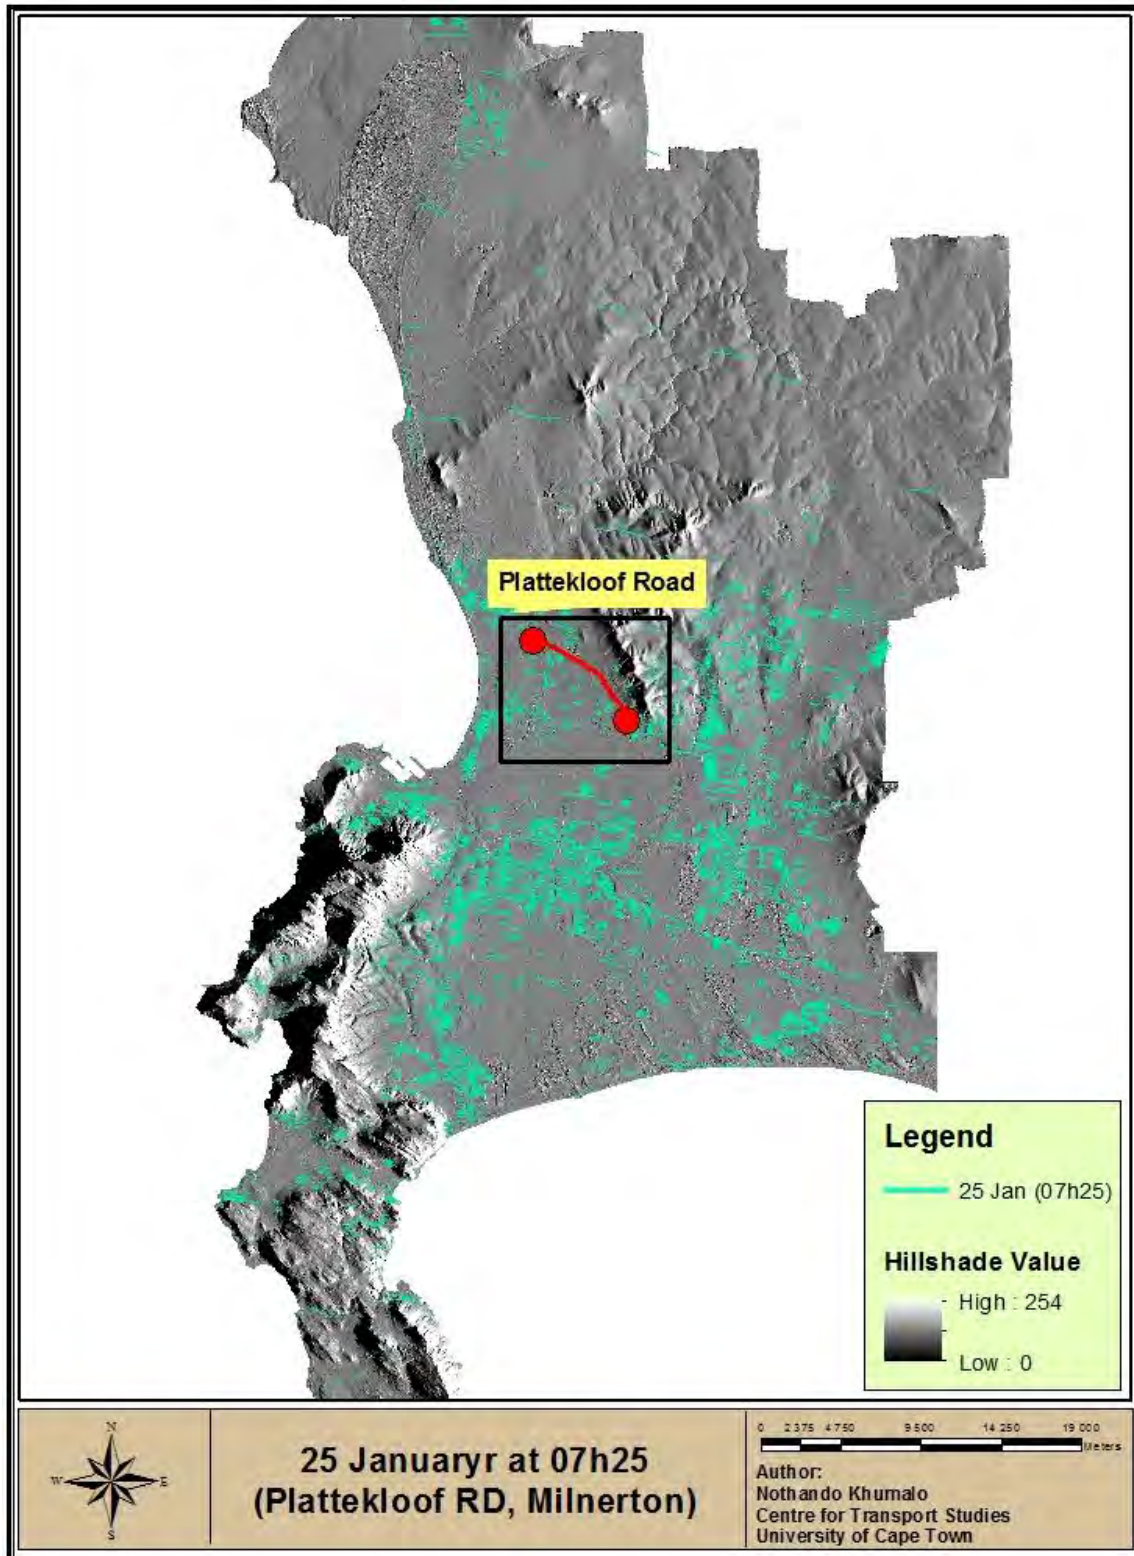 Plattekloof Road
Legend
25 Jan (07h25)
Hillshade Value
High : 254
Low : 0
N
W E
S
25 Januaryr at 07h25
(Plattekloof RD, Milnerton)
0 2 375 4 750 9 500 14 250 19 000
Meters
Author:
Nothando Khumalo
Centre for Transport Studies
University of Cape Town